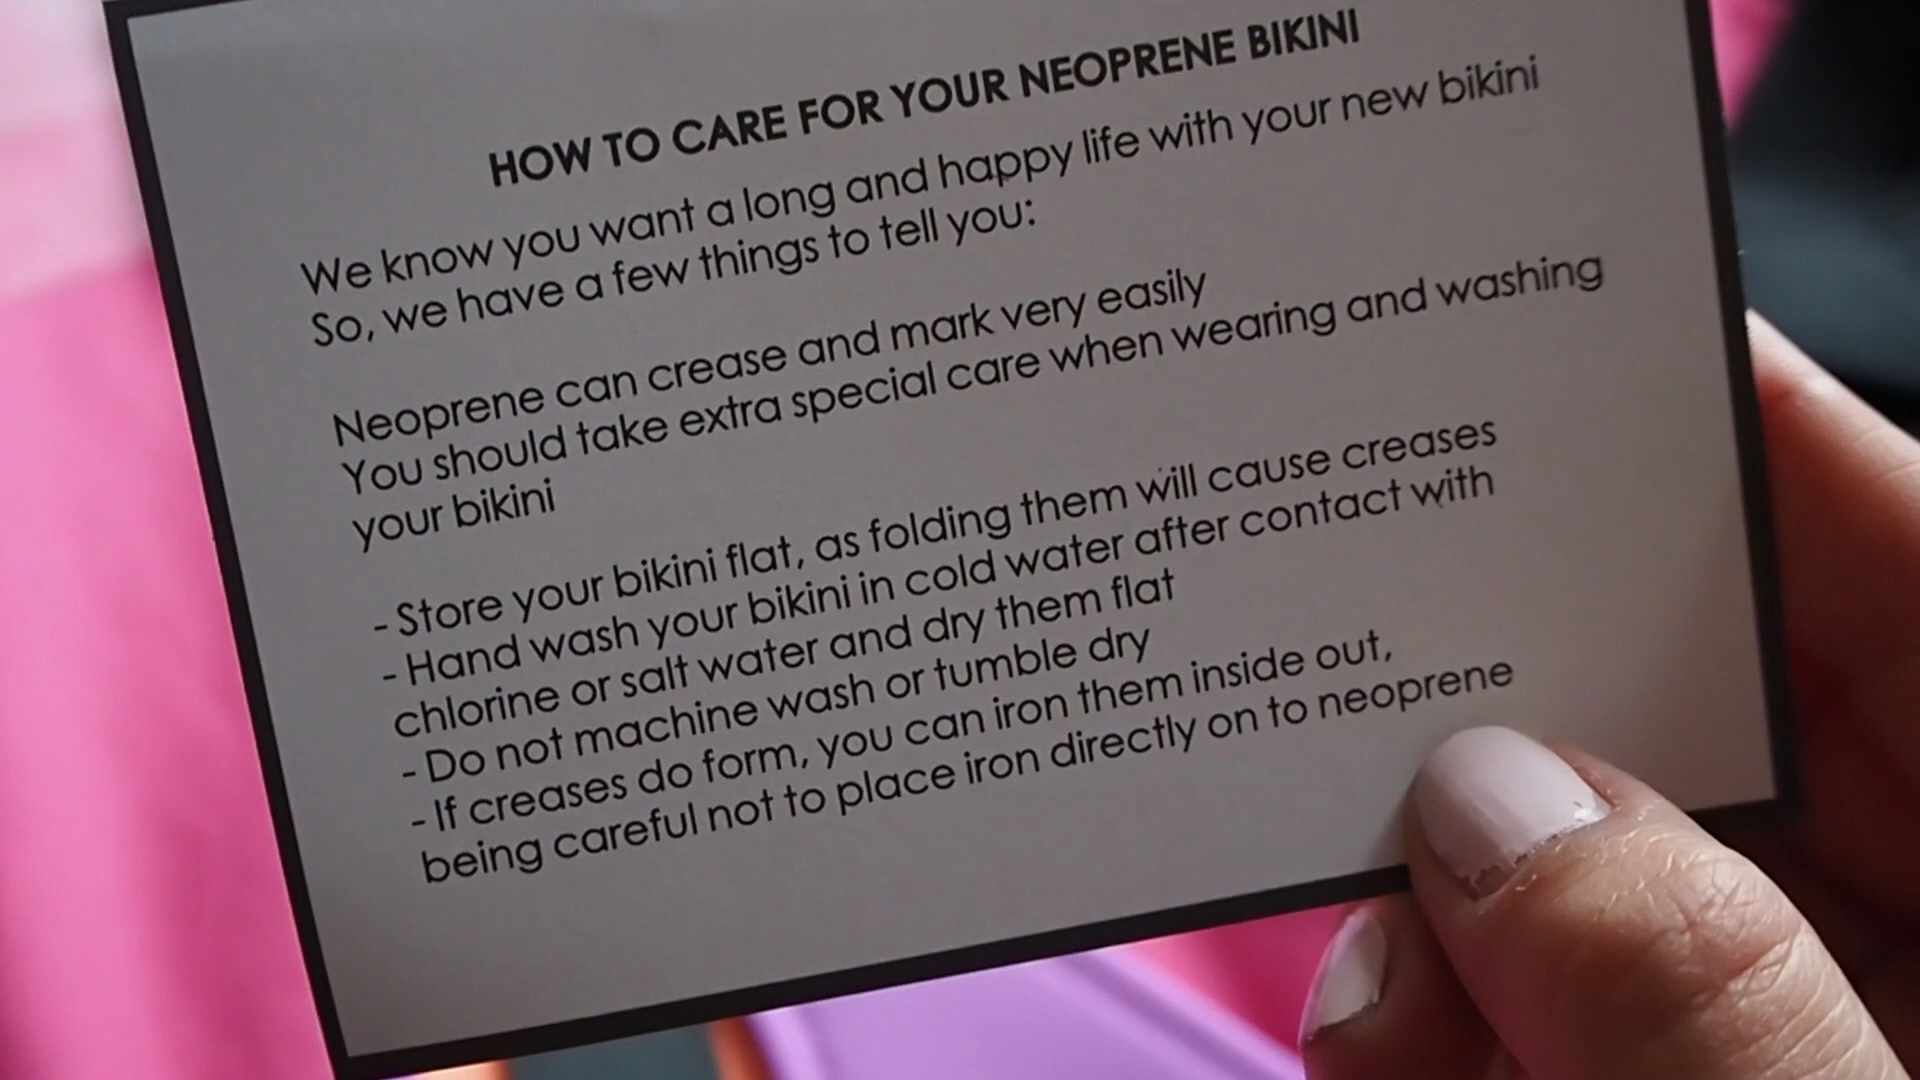 HOW TO CARE FOR YOUR NEOPRENE BIKINI
We know you want a long and happy life with your new bikini
So, we have a few things to tell you:
Neoprene can crease and mark very easily
You should take extra special care when wearing and washing
your bikini
- Store your bikini flat, as folding them will cause creases
- Hand wash your bikini in cold water after contact with
chlorine or salt water and dry them flat
- Do not machine wash or tumble dry
- If creases do form, you can iron them inside out,
being careful not to place iron directly on to neoprene